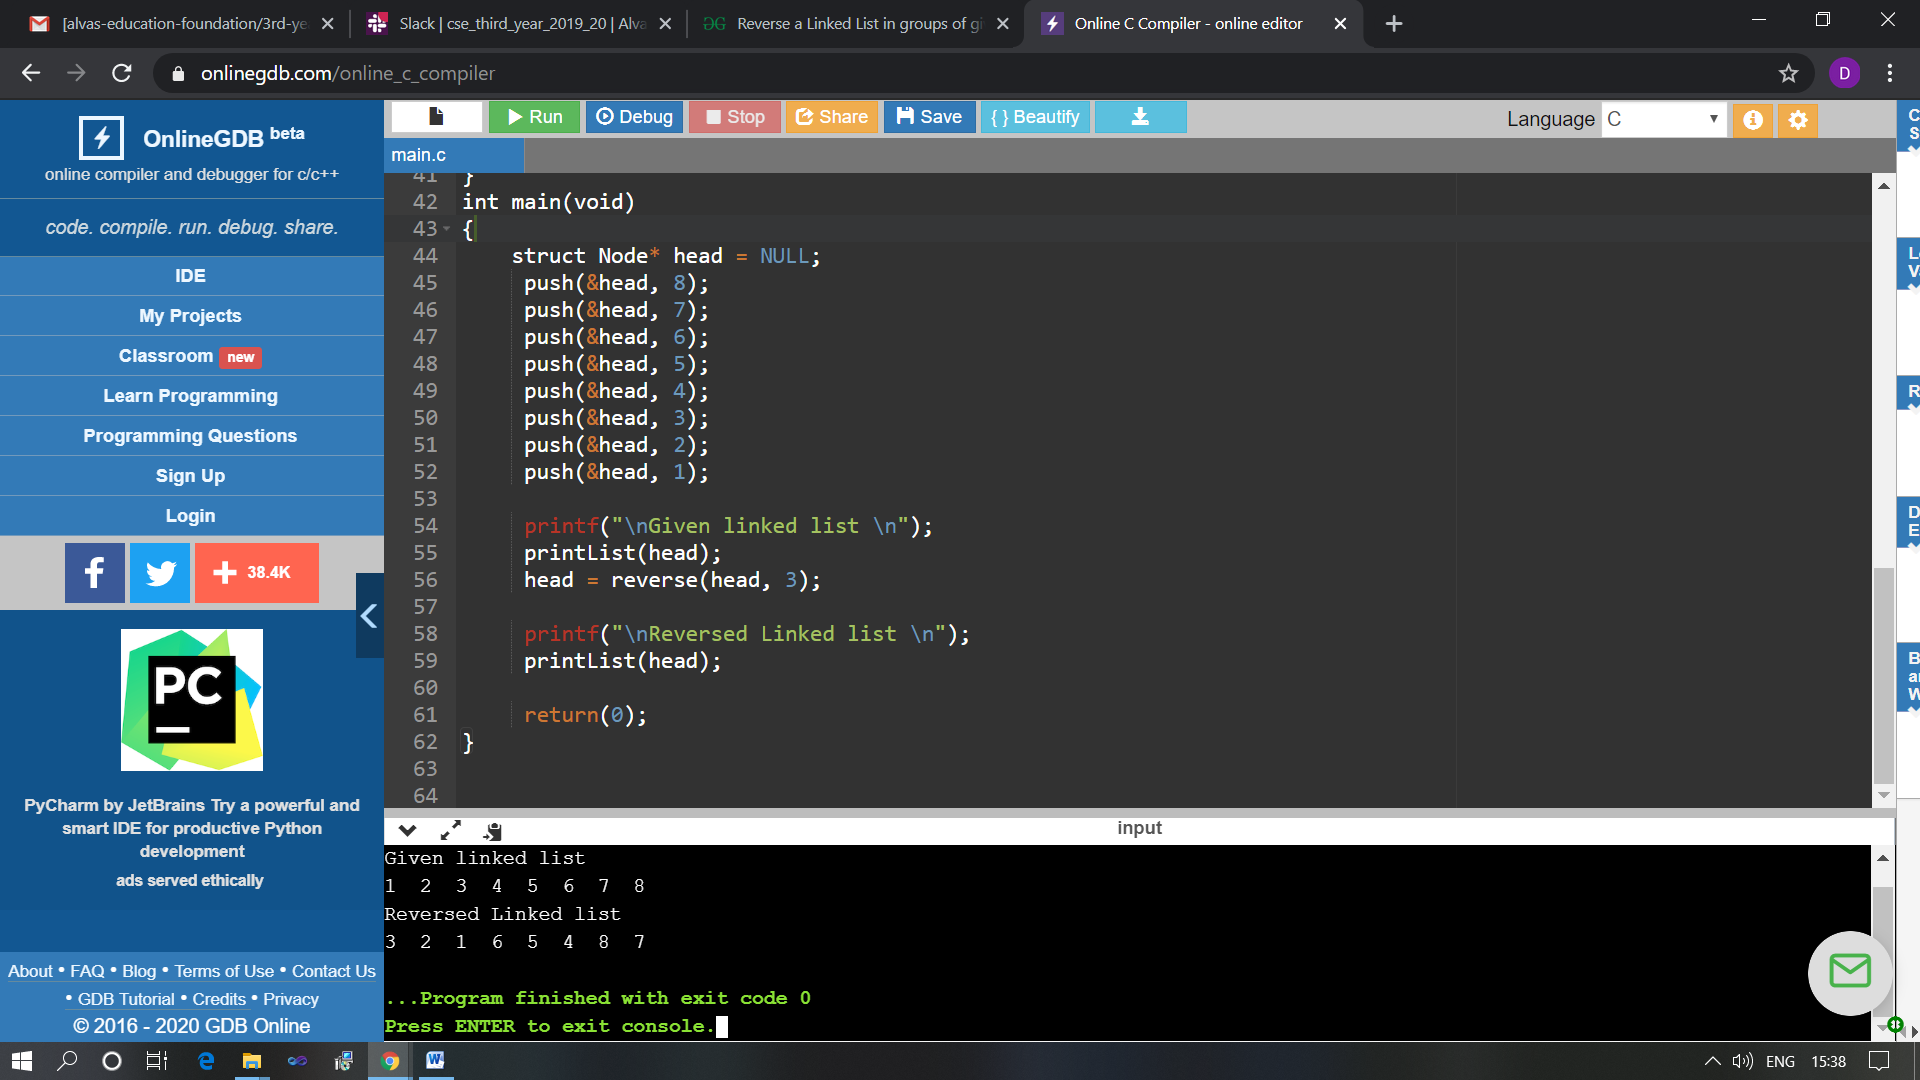 [alvas-education-foundation/3rd-ye
Slack | cse_third_year_2019_20 | Alva
Reverse a Linked List in groups of gi
Online C Compiler - online editor
onlinegdb.com/online_c_compiler
D
OnlineGDB beta
online compiler and debugger for c/c++
code. compile. run. debug. share.
IDE
My Projects
Classroom new
Learn Programming
Programming Questions
Sign Up
Login
38.4K
PC
PyCharm by JetBrains Try a powerful and
smart IDE for productive Python
development
ads served ethically
About • FAQ • Blog • Terms of Use • Contact Us
• GDB Tutorial • Credits • Privacy
© 2016 - 2020 GDB Online
Run Debug Stop Share Save { } Beautify
Language C
main.c
41 }
42 int main(void)
43 {
44 struct Node* head = NULL;
45 push(&head, 8);
46 push(&head, 7);
47 push(&head, 6);
48 push(&head, 5);
49 push(&head, 4);
50 push(&head, 3);
51 push(&head, 2);
52 push(&head, 1);
53
54 printf("\nGiven linked list \n");
55 printList(head);
56 head = reverse(head, 3);
57
58 printf("\nReversed Linked list \n");
59 printList(head);
60
61 return(0);
62 }
63
64
input
Given linked list
1 2 3 4 5 6 7 8
Reversed Linked list
3 2 1 6 5 4 8 7
...Program finished with exit code 0
Press ENTER to exit console.
ENG 15:38